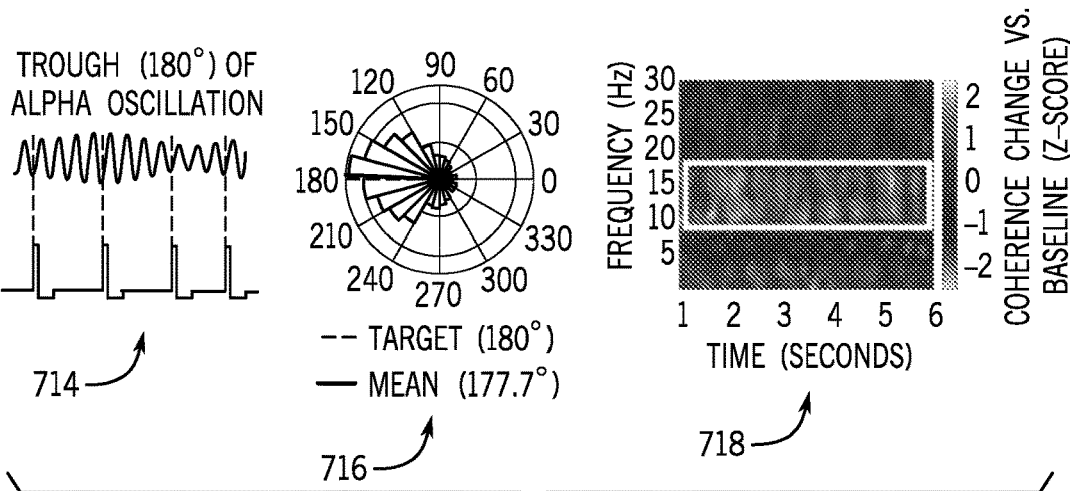 TROUGH (180°) OF
ALPHA OSCILLATION
714
90
120
60
150
30
180
0
210
330
240
300
270
-- TARGET (180°)
— MEAN (177.7°)
716
FREQUENCY (Hz)
30
25
20
15
10
5
1 2 3 4 5 6
TIME (SECONDS)
2
1
0
-1
-2
COHERENCE CHANGE VS.
BASELINE (Z-SCORE)
718